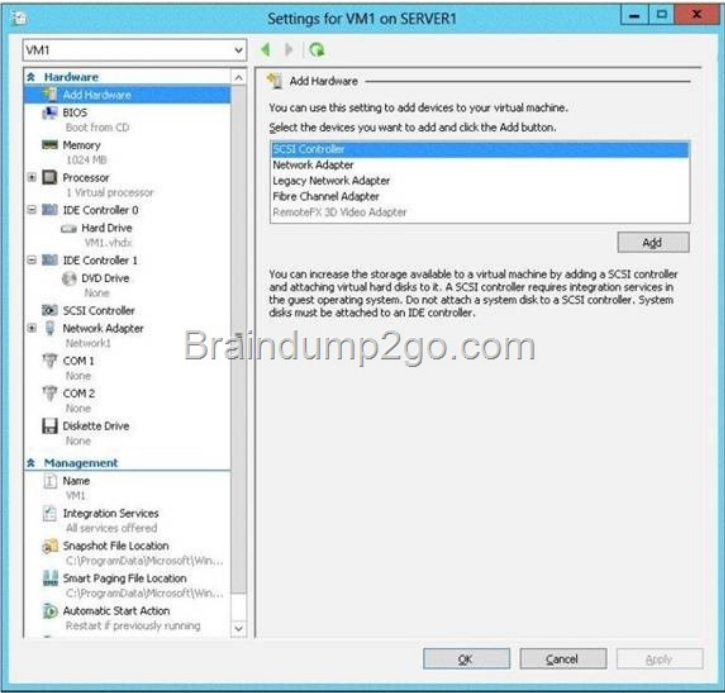 Settings for VM1 on SERVER1
VM1
Hardware
Add Hardware
BIOS
Boot from CD
Memory
1024 MB
Processor
1 Virtual processor
IDE Controller 0
Hard Drive
VM1.vhdx
IDE Controller 1
DVD Drive
None
SCSI Controller
Network Adapter
Network1
COM 1
None
COM 2
None
Diskette Drive
None
Management
Name
VM1
Integration Services
All services offered
Snapshot File Location
C:\ProgramData\Microsoft\Win...
Smart Paging File Location
C:\ProgramData\Microsoft\Win...
Automatic Start Action
Restart if previously running
Add Hardware
You can use this setting to add devices to your virtual machine.
Select the devices you want to add and click the Add button.
SCSI Controller
Network Adapter
Legacy Network Adapter
Fibre Channel Adapter
RemoteFX 3D Video Adapter
Add
You can increase the storage available to a virtual machine by adding a SCSI controller
and attaching virtual hard disks to it. A SCSI controller requires integration services in
the guest operating system. Do not attach a system disk to a SCSI controller. System
disks must be attached to an IDE controller.
Braindump2go.com
OK
Cancel
Apply